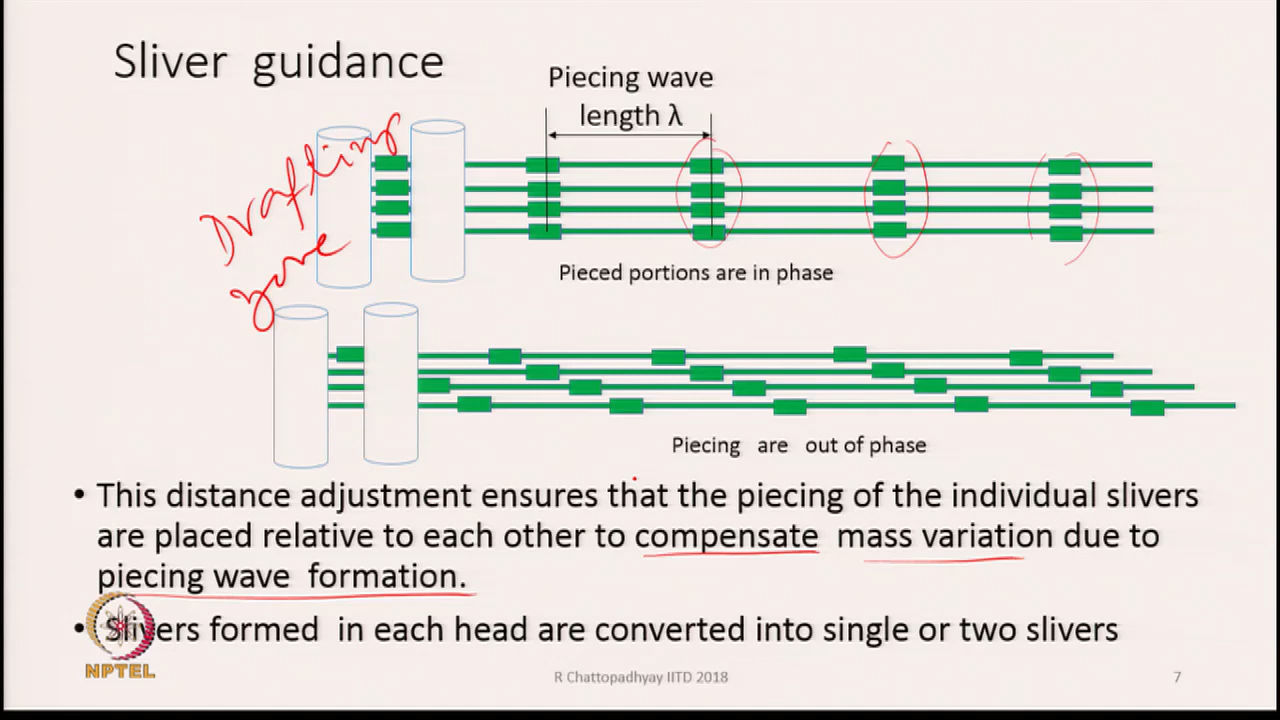 Sliver guidance
Piecing wave
length λ
Drafting
zone
Pieced portions are in phase
Piecing are out of phase
• This distance adjustment ensures that the piecing of the individual slivers
are placed relative to each other to compensate mass variation due to
piecing wave formation.
• Slivers formed in each head are converted into single or two slivers
NPTEL
R Chattopadhyay IITD 2018
7